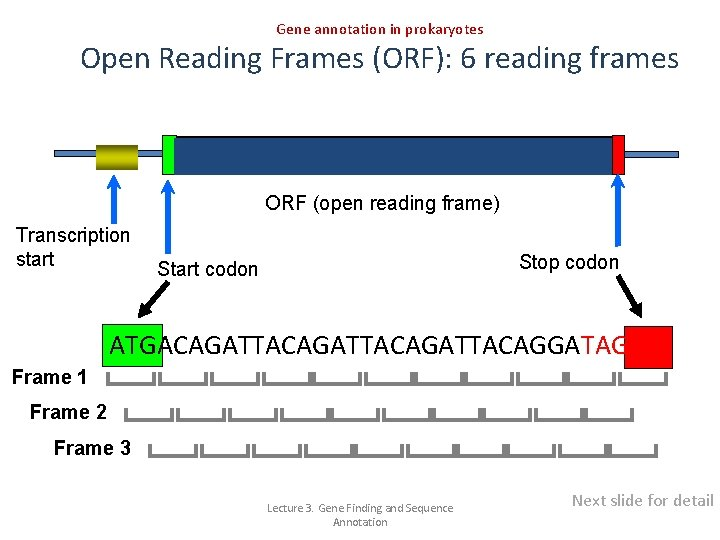 Gene annotation in prokaryotes
Open Reading Frames (ORF): 6 reading frames
ORF (open reading frame)
Transcription
start
Start codon
Stop codon
ATGACAGATTACAGATTACAGATTACAGGATAG
Frame 1
Frame 2
Frame 3
Lecture 3. Gene Finding and Sequence
Annotation
Next slide for detail